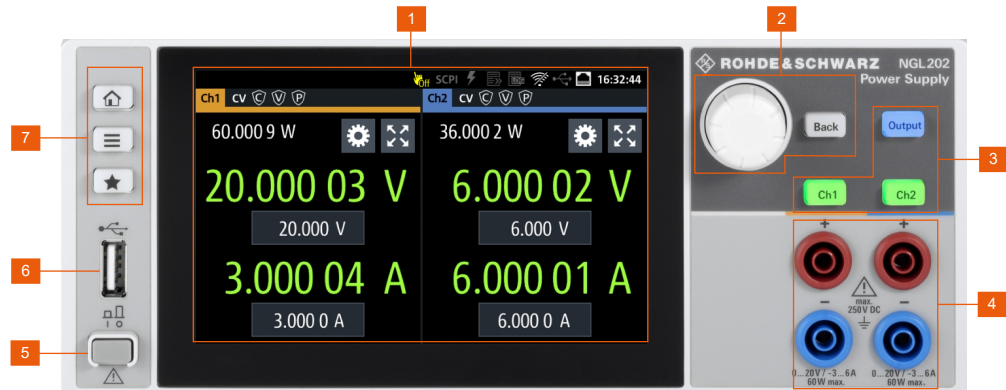 1
2
ROHDE&SCHWARZ NGL202
Power Supply
Off SCPI 16:32:44
Ch1 CV C V P
Ch2 CV C V P
7
60.000 9 W
36.000 2 W
Back
Output
3
20.000 03 V
6.000 02 V
Ch1
Ch2
20.000 V
6.000 V
+ +
6
3.000 04 A
6.000 01 A
- -
max.
250V DC
4
3.000 0 A
6.000 0 A
I O
5
0...20V / -3...6A
60W max.
0...20V / -3...6A
60W max.